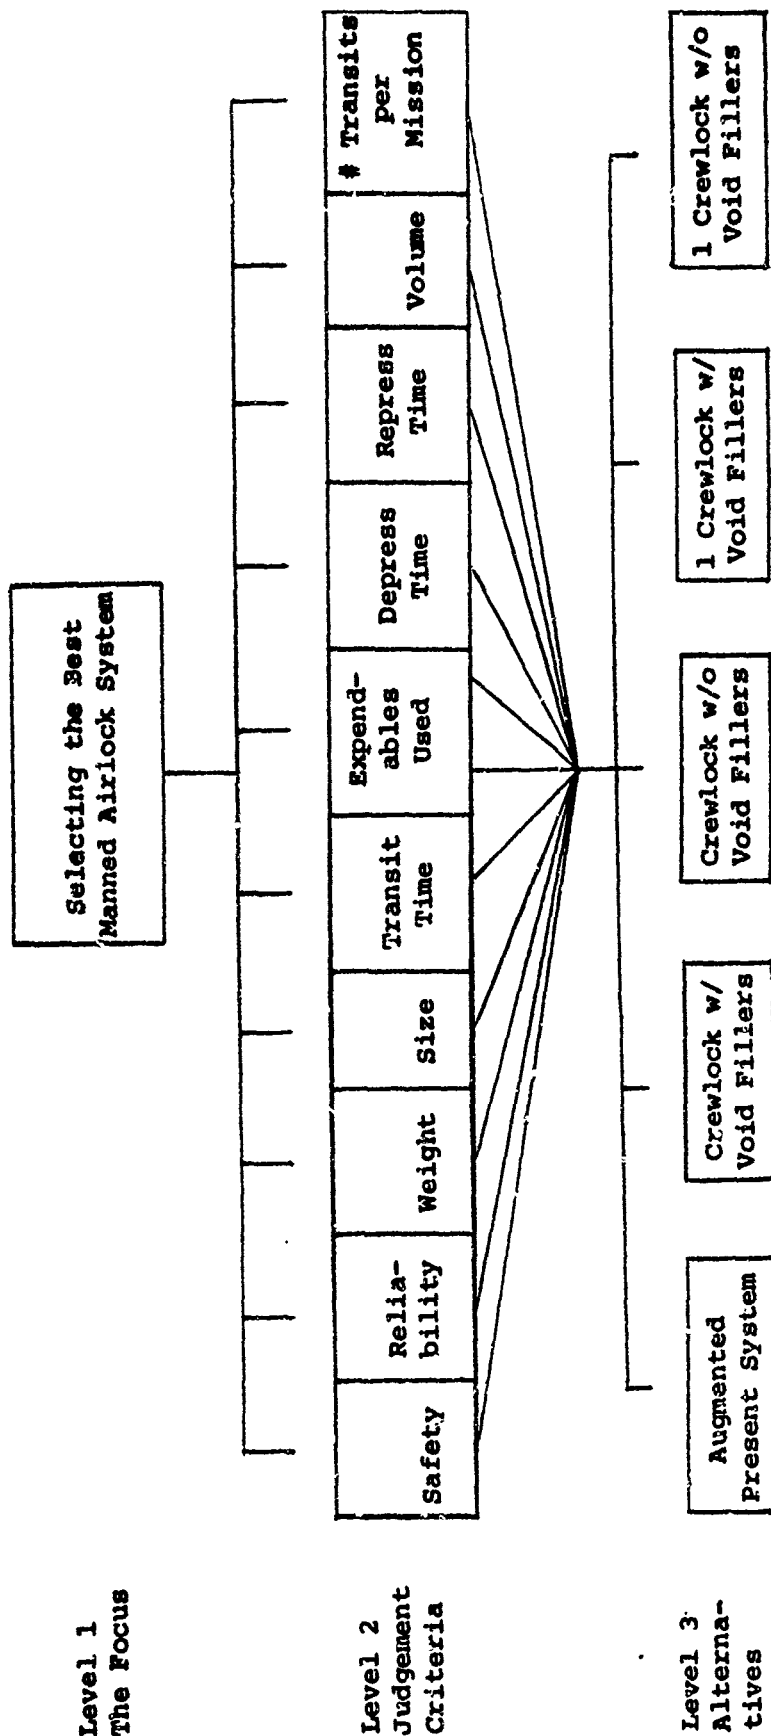 Level 1
The Focus
Selecting the Best
Manned Airlock System
Level 2
Judgement
Criteria
Safety
Relia-
bility
Weight
Size
Transit
Time
Expend-
ables
Used
Depress
Time
Repress
Time
Volume
# Transits
per
Mission
Level 3
Alterna-
tives
Augmented
Present System
Crewlock w/
Void Fillers
Crewlock w/o
Void Fillers
1 Crewlock w/
Void Fillers
1 Crewlock w/o
Void Fillers